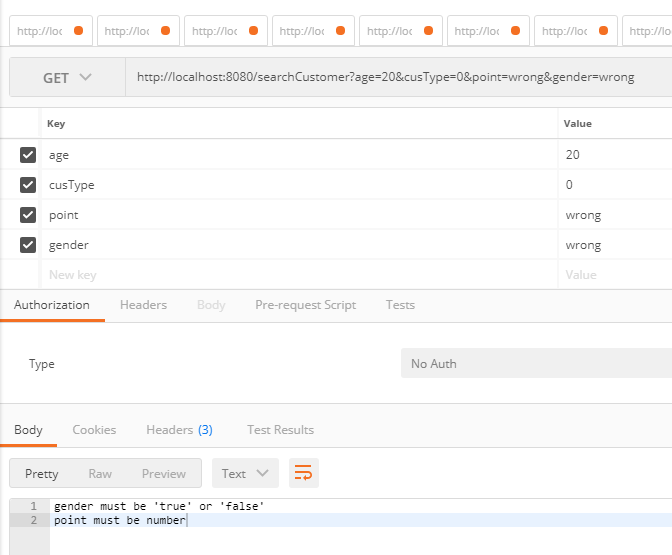 http://loc http://loc http://loc http://loc http://loc http://loc http://loc http://loc
GET http://localhost:8080/searchCustomer?age=20&cusType=0&point=wrong&gender=wrong
Key Value
age 20
cusType 0
point wrong
gender wrong
New key Value
Authorization Headers Body Pre-request Script Tests
Type No Auth
Body Cookies Headers (3) Test Results
Pretty Raw Preview Text
1 gender must be 'true' or 'false'
2 point must be number